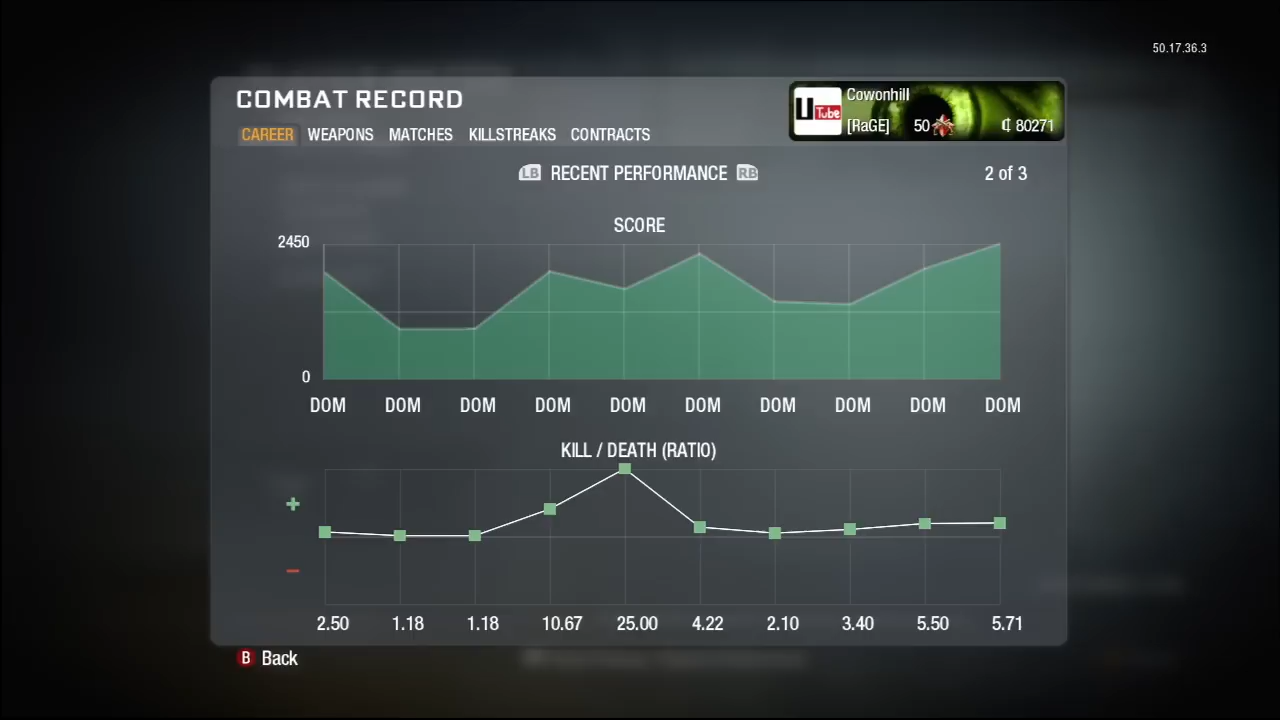 50.17.36.3
COMBAT RECORD
UTube
Cowonhill
[RaGE] 50 ₵ 80271
CAREER WEAPONS MATCHES KILLSTREAKS CONTRACTS
LB RECENT PERFORMANCE RB 2 of 3
SCORE
2450
0
DOM DOM DOM DOM DOM DOM DOM DOM DOM DOM
KILL / DEATH (RATIO)
+
−
2.50 1.18 1.18 10.67 25.00 4.22 2.10 3.40 5.50 5.71
B Back